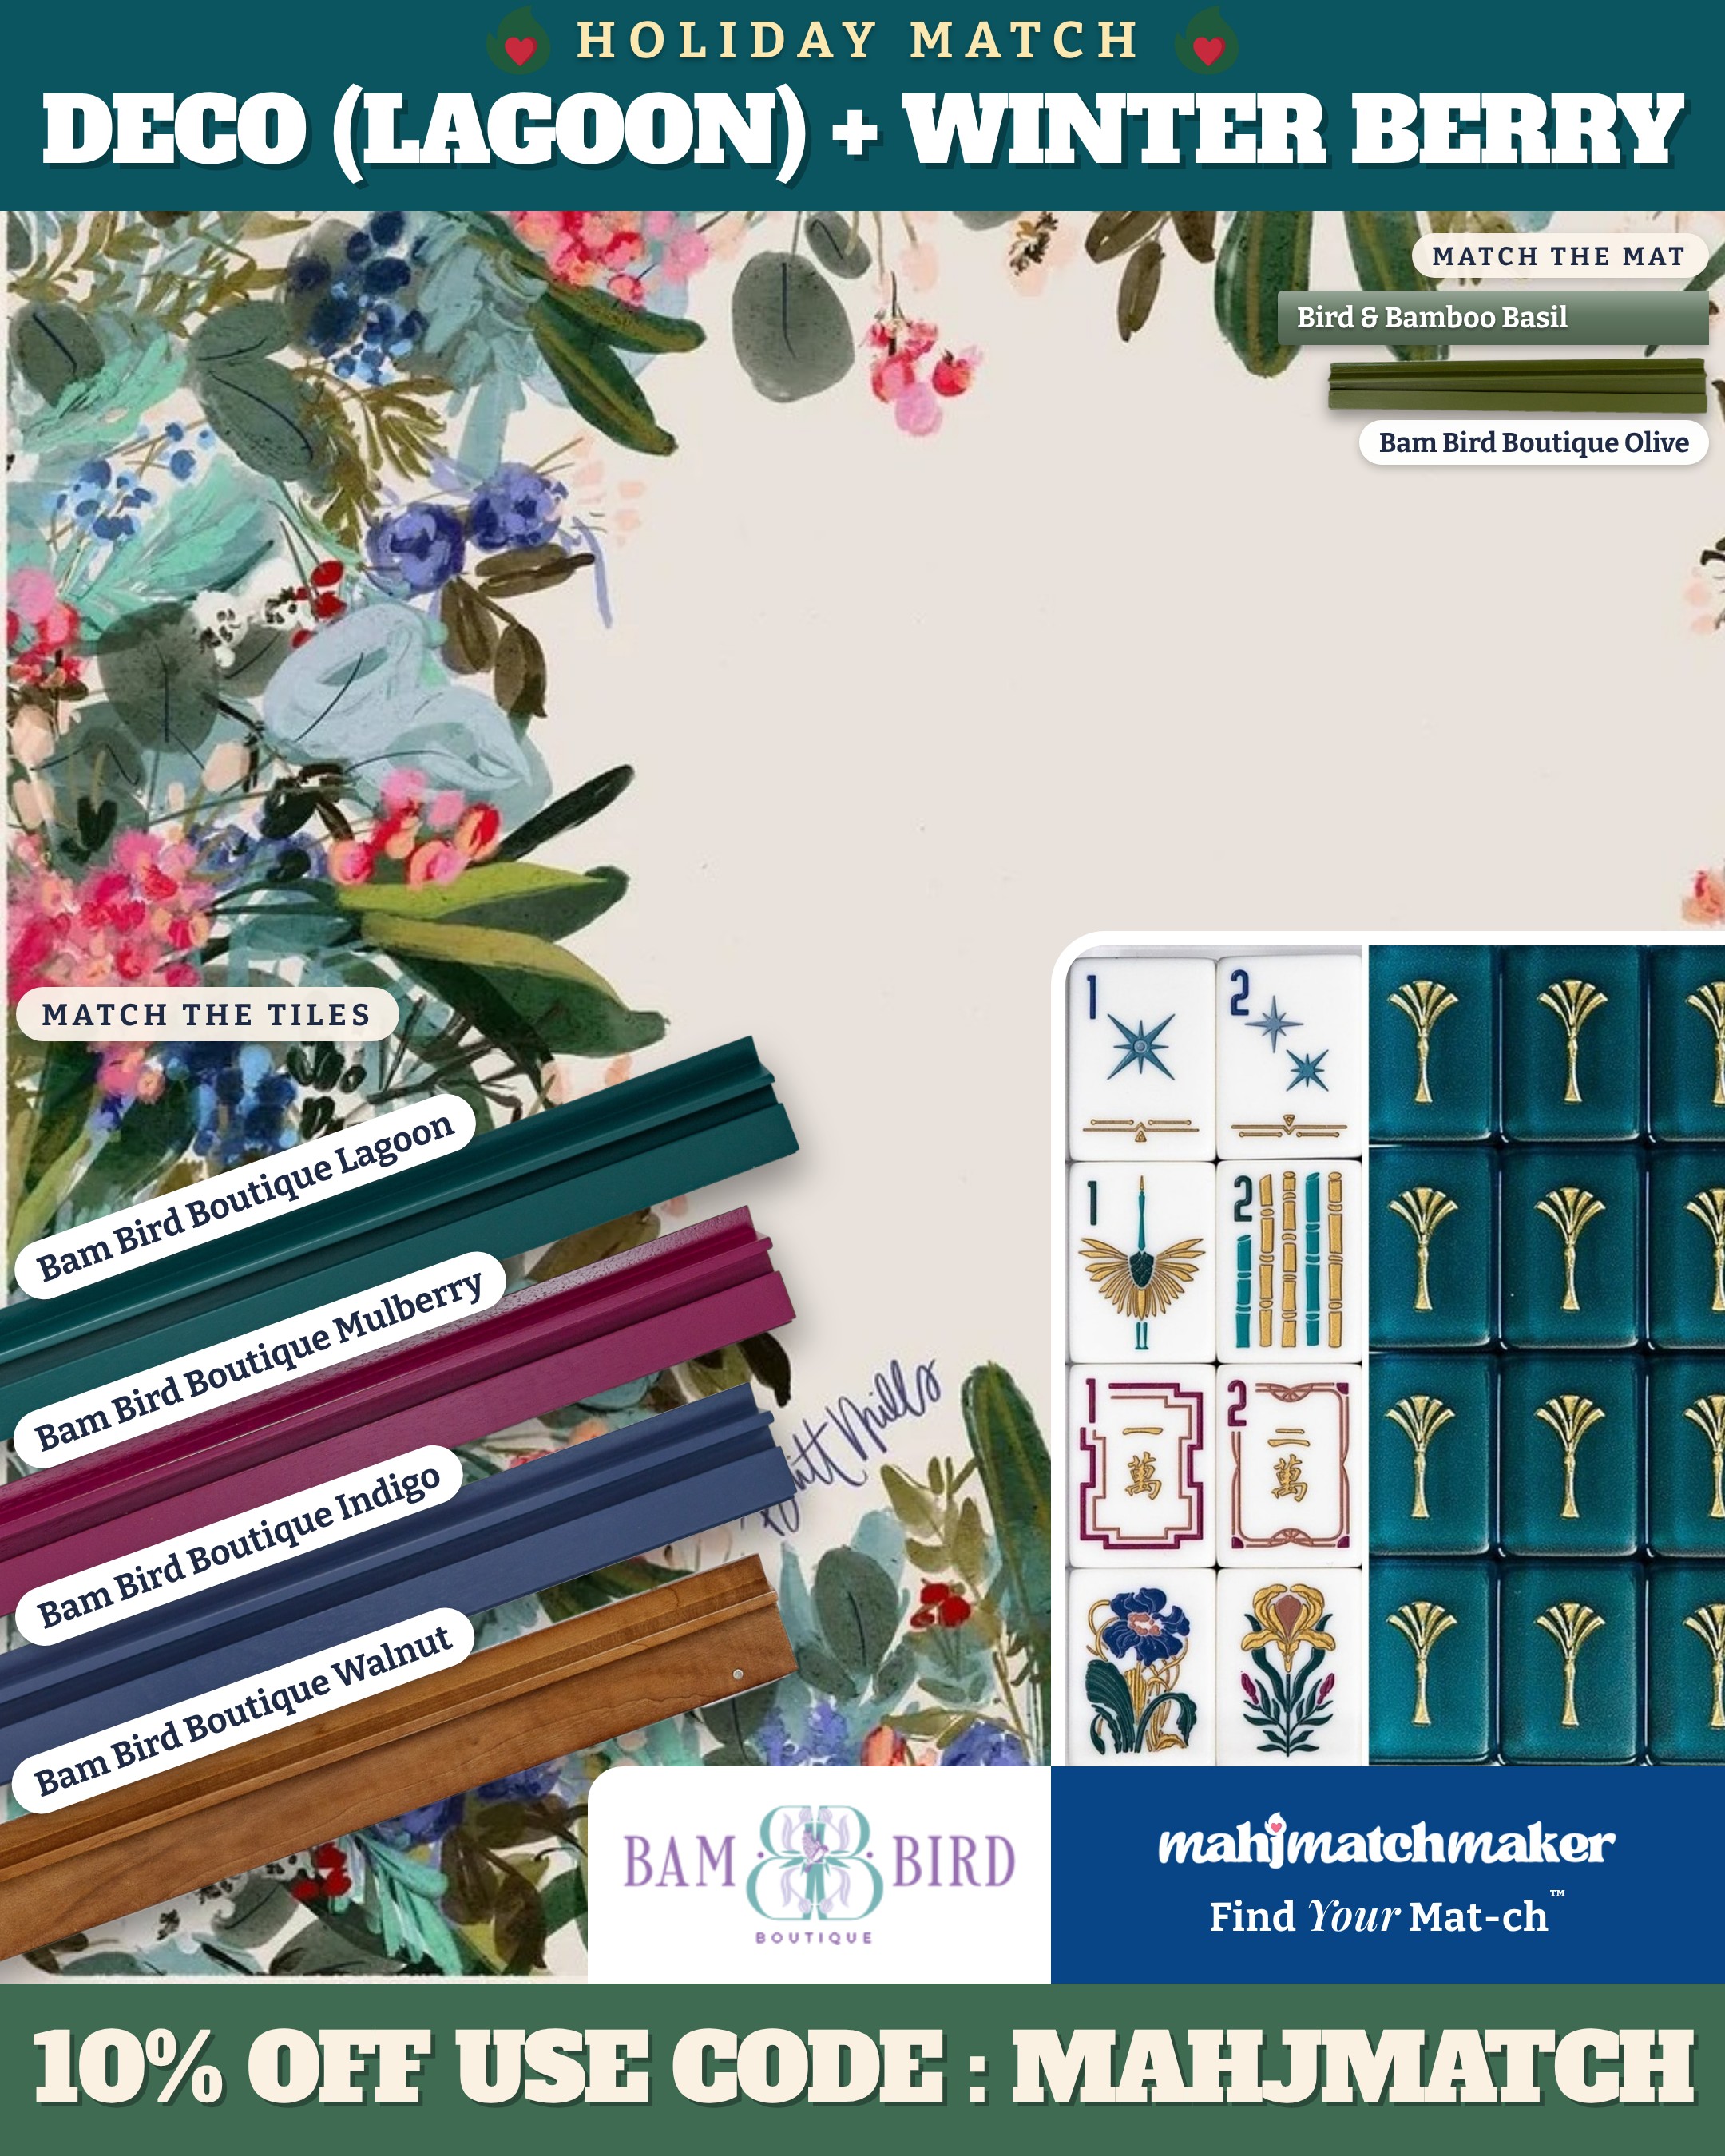 HOLIDAY MATCH
DECO (LAGOON) + WINTER BERRY
MATCH THE MAT
Bird & Bamboo Basil
Bam Bird Boutique Olive
MATCH THE TILES
Bam Bird Boutique Lagoon
Bam Bird Boutique Mulberry
Bam Bird Boutique Indigo
Bam Bird Boutique Walnut
1 2
1 2
1 2
一萬 二萬
Mills
BAM BIRD
BOUTIQUE
mahjmatchmaker
Find Your Mat-ch™
10% OFF USE CODE : MAHJMATCH